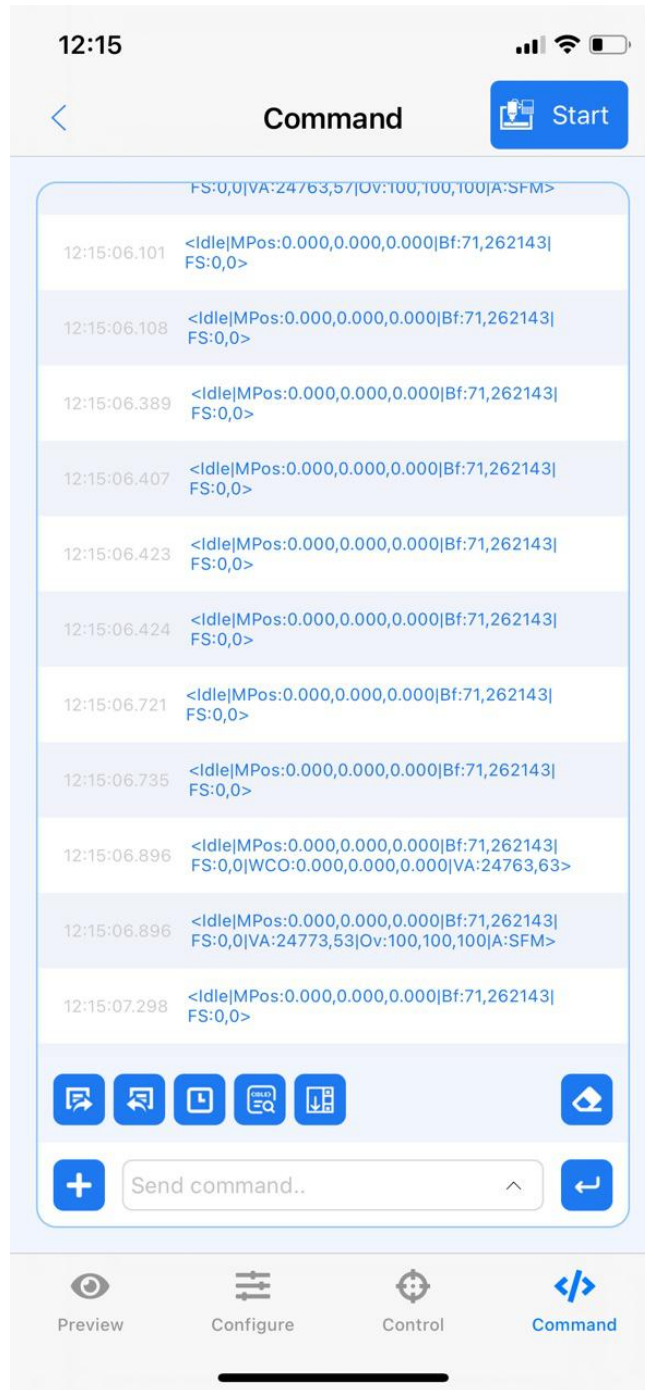 12:15
Command
Start
FS:0,0|VA:24763,57|Ov:100,100,100|A:SFM>
12:15:06.101
<Idle|MPos:0.000,0.000,0.000|Bf:71,262143|
FS:0,0>
12:15:06.108
<Idle|MPos:0.000,0.000,0.000|Bf:71,262143|
FS:0,0>
12:15:06.389
<Idle|MPos:0.000,0.000,0.000|Bf:71,262143|
FS:0,0>
12:15:06.407
<Idle|MPos:0.000,0.000,0.000|Bf:71,262143|
FS:0,0>
12:15:06.423
<Idle|MPos:0.000,0.000,0.000|Bf:71,262143|
FS:0,0>
12:15:06.424
<Idle|MPos:0.000,0.000,0.000|Bf:71,262143|
FS:0,0>
12:15:06.721
<Idle|MPos:0.000,0.000,0.000|Bf:71,262143|
FS:0,0>
12:15:06.735
<Idle|MPos:0.000,0.000,0.000|Bf:71,262143|
FS:0,0>
12:15:06.896
<Idle|MPos:0.000,0.000,0.000|Bf:71,262143|
FS:0,0|WCO:0.000,0.000,0.000|VA:24763,63>
12:15:06.896
<Idle|MPos:0.000,0.000,0.000|Bf:71,262143|
FS:0,0|VA:24773,53|Ov:100,100,100|A:SFM>
12:15:07.298
<Idle|MPos:0.000,0.000,0.000|Bf:71,262143|
FS:0,0>
Send command..
Preview
Configure
Control
Command